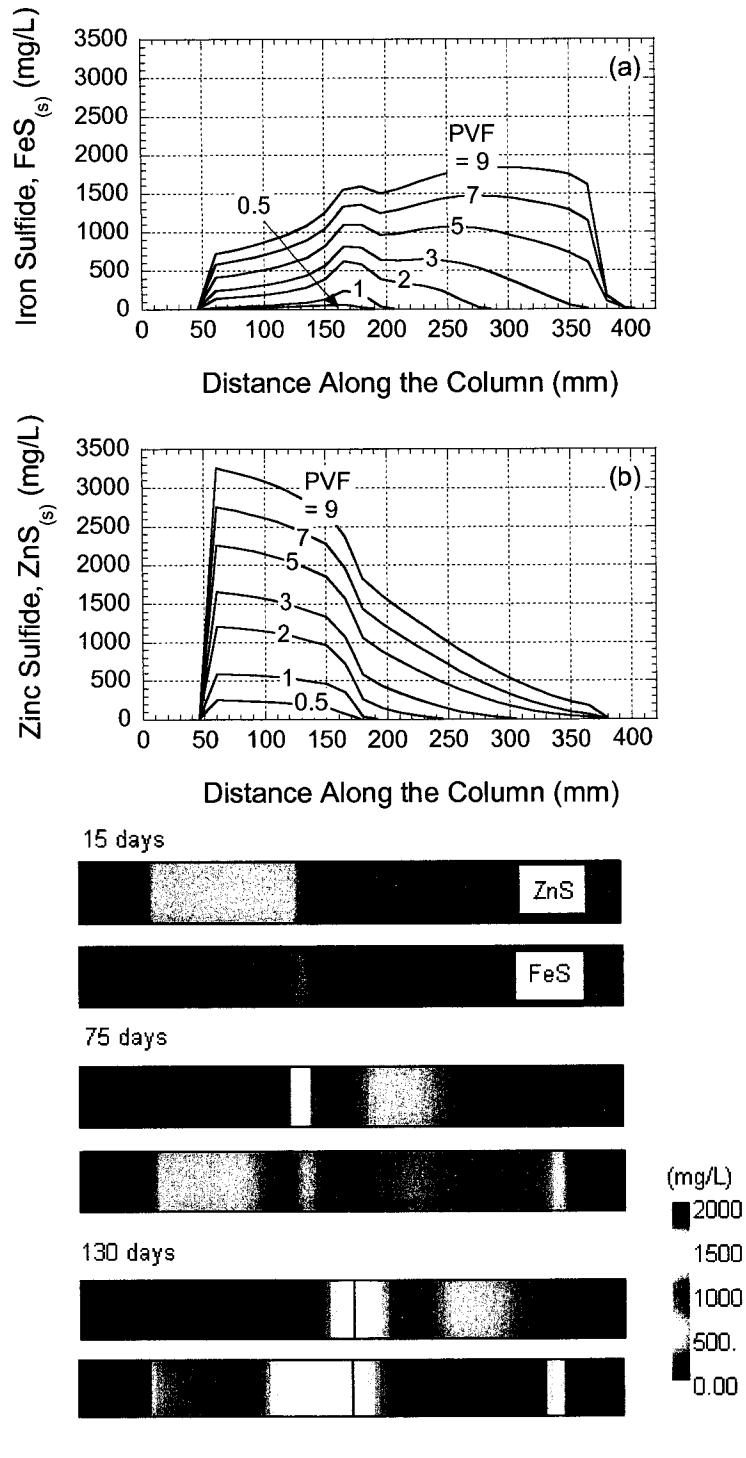 3500
3000
2500
2000
1500
1000
500
0
Iron Sulfide, FeS(s) (mg/L)
(a)
PVF
= 9
7
5
3
2
1
0.5
0 50 100 150 200 250 300 350 400
Distance Along the Column (mm)
3500
3000
2500
2000
1500
1000
500
0
Zinc Sulfide, ZnS(s) (mg/L)
(b)
PVF
= 9
7
5
3
2
1
0.5
0 50 100 150 200 250 300 350 400
Distance Along the Column (mm)
15 days
ZnS
FeS
75 days
130 days
(mg/L)
2000
1500
1000
500.
0.00